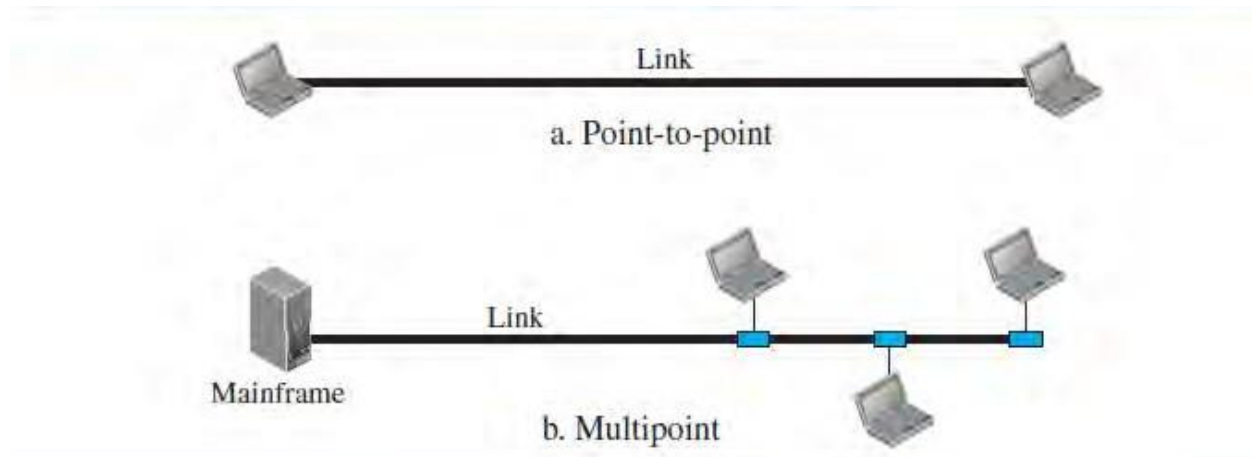 Link
a. Point-to-point
Link
Mainframe
b. Multipoint